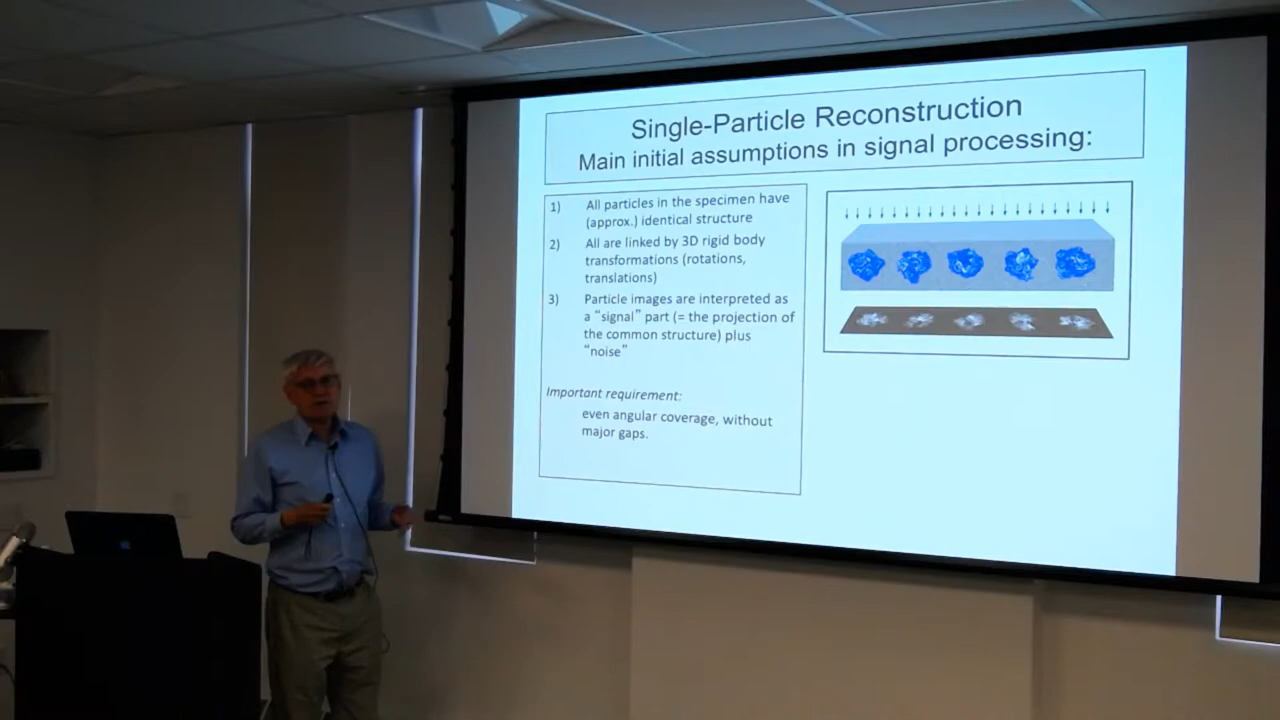 Single-Particle Reconstruction
Main initial assumptions in signal processing:
1) All particles in the specimen have
(approx.) identical structure
2) All are linked by 3D rigid body
transformations (rotations,
translations)
3) Particle images are interpreted as
a “signal” part (= the projection of
the common structure) plus
“noise”
Important requirement:
even angular coverage, without
major gaps.